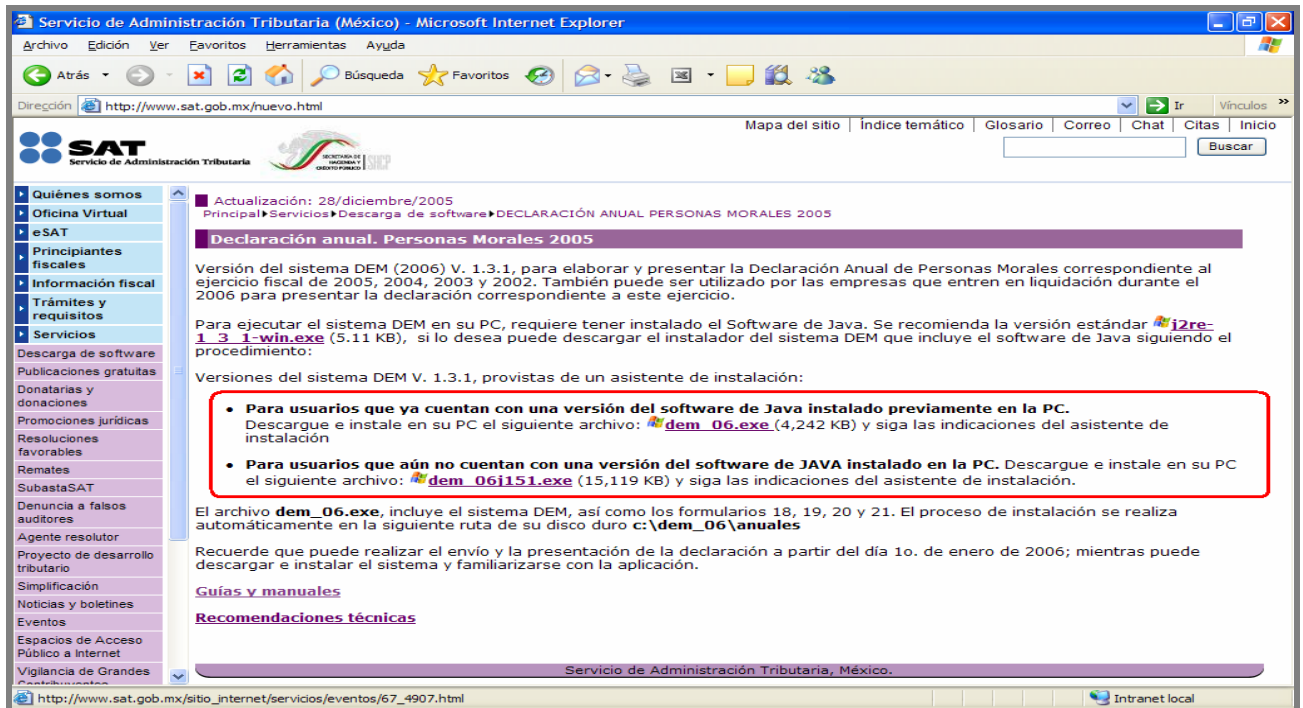 Servicio de Administración Tributaria (México) - Microsoft Internet Explorer
Archivo Edición Ver Favoritos Herramientas Ayuda
Atrás Búsqueda Favoritos
Dirección http://www.sat.gob.mx/nuevo.html Ir Vínculos »
Mapa del sitio | Índice temático | Glosario | Correo | Chat | Citas | Inicio
SAT
Servicio de Administración Tributaria
SECRETARÍA DE
HACIENDA Y
CRÉDITO PÚBLICO
SHCP
Buscar
Quiénes somos
Oficina Virtual
eSAT
Principiantes
fiscales
Información fiscal
Trámites y
requisitos
Servicios
Descarga de software
Publicaciones gratuitas
Donatarias y
donaciones
Promociones jurídicas
Resoluciones
favorables
Remates
SubastaSAT
Denuncia a falsos
auditores
Agente resolutor
Proyecto de desarrollo
tributario
Simplificación
Noticias y boletines
Eventos
Espacios de Acceso
Público a Internet
Vigilancia de Grandes
Actualización: 28/diciembre/2005
Principal▶Servicios▶Descarga de software▶DECLARACIÓN ANUAL PERSONAS MORALES 2005
Declaración anual. Personas Morales 2005
Versión del sistema DEM (2006) V. 1.3.1, para elaborar y presentar la Declaración Anual de Personas Morales correspondiente al
ejercicio fiscal de 2005, 2004, 2003 y 2002. También puede ser utilizado por las empresas que entren en liquidación durante el
2006 para presentar la declaración correspondiente a este ejercicio.
Para ejecutar el sistema DEM en su PC, requiere tener instalado el Software de Java. Se recomienda la versión estándar j2re-
1_3_1-win.exe (5.11 KB), si lo desea puede descargar el instalador del sistema DEM que incluye el software de Java siguiendo el
procedimiento:
Versiones del sistema DEM V. 1.3.1, provistas de un asistente de instalación:
• Para usuarios que ya cuentan con una versión del software de Java instalado previamente en la PC.
Descargue e instale en su PC el siguiente archivo: dem_06.exe (4,242 KB) y siga las indicaciones del asistente de
instalación
• Para usuarios que aún no cuentan con una versión del software de JAVA instalado en la PC. Descargue e instale en su PC
el siguiente archivo: dem_06j151.exe (15,119 KB) y siga las indicaciones del asistente de instalación.
El archivo dem_06.exe, incluye el sistema DEM, así como los formularios 18, 19, 20 y 21. El proceso de instalación se realiza
automáticamente en la siguiente ruta de su disco duro c:\dem_06\anuales
Recuerde que puede realizar el envío y la presentación de la declaración a partir del día 1o. de enero de 2006; mientras puede
descargar e instalar el sistema y familiarizarse con la aplicación.
Guías y manuales
Recomendaciones técnicas
Servicio de Administración Tributaria, México.
http://www.sat.gob.mx/sitio_internet/servicios/eventos/67_4907.html Intranet local